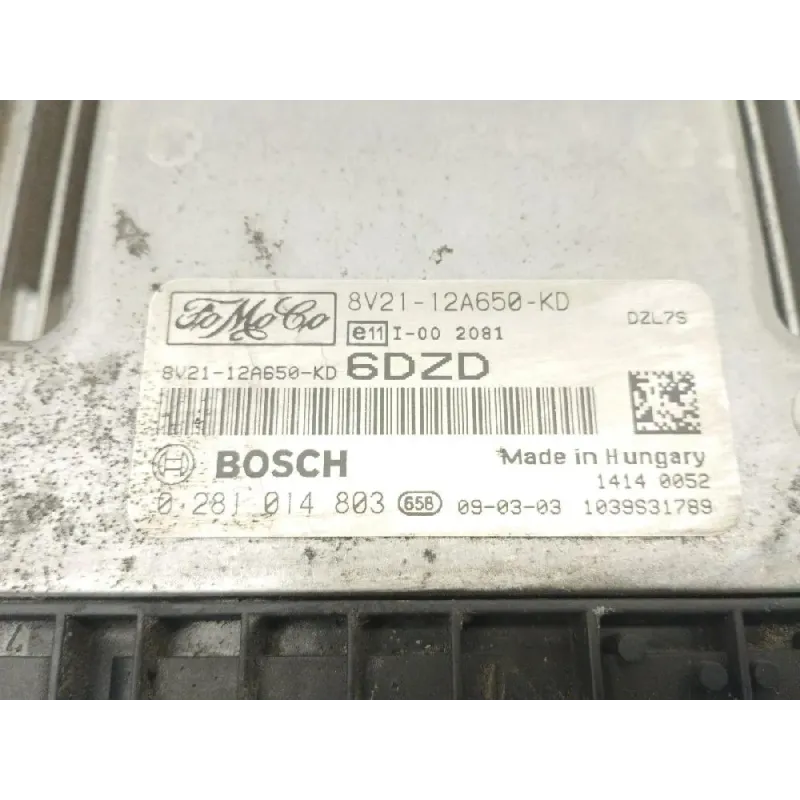 FoMoCo 8V21-12A650-KD
e11 I-00 2081 DZL7S
8V21-12A650-KD 6DZD
BOSCH Made in Hungary
1414 0052
0 281 014 803 658 09-03-03 1039S31789